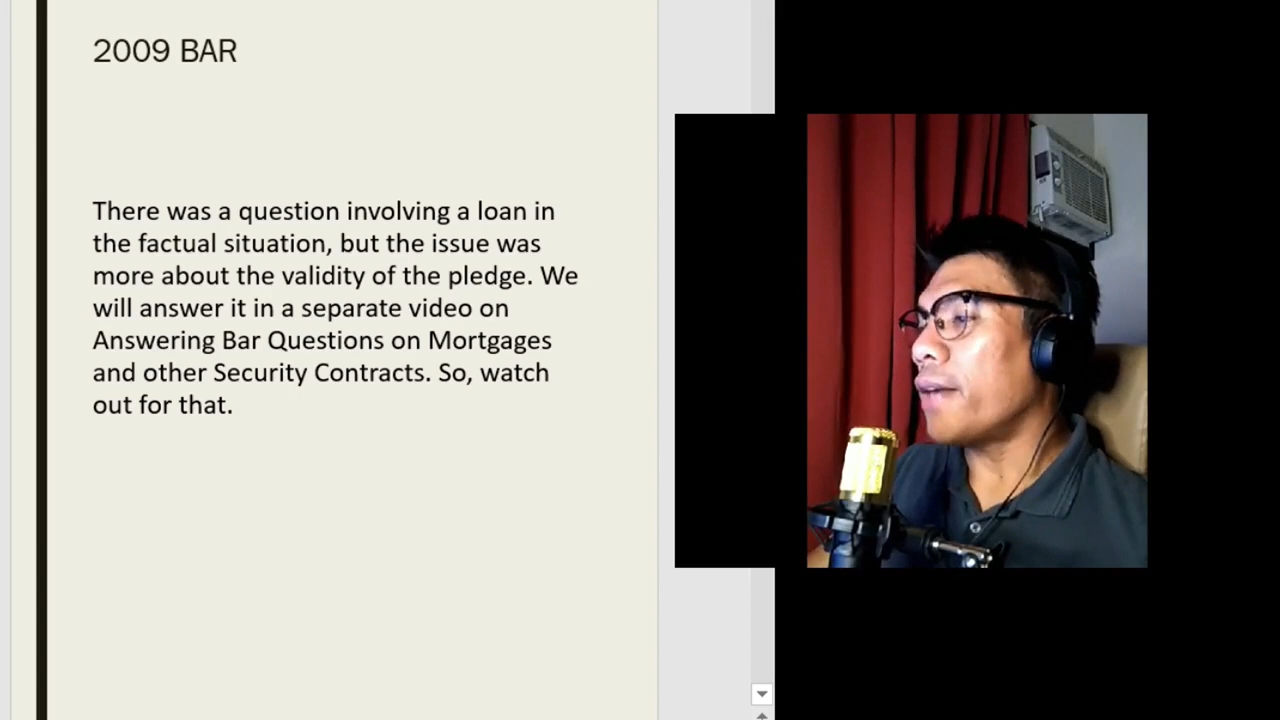 2009 BAR
There was a question involving a loan in
the factual situation, but the issue was
more about the validity of the pledge. We
will answer it in a separate video on
Answering Bar Questions on Mortgages
and other Security Contracts. So, watch
out for that.